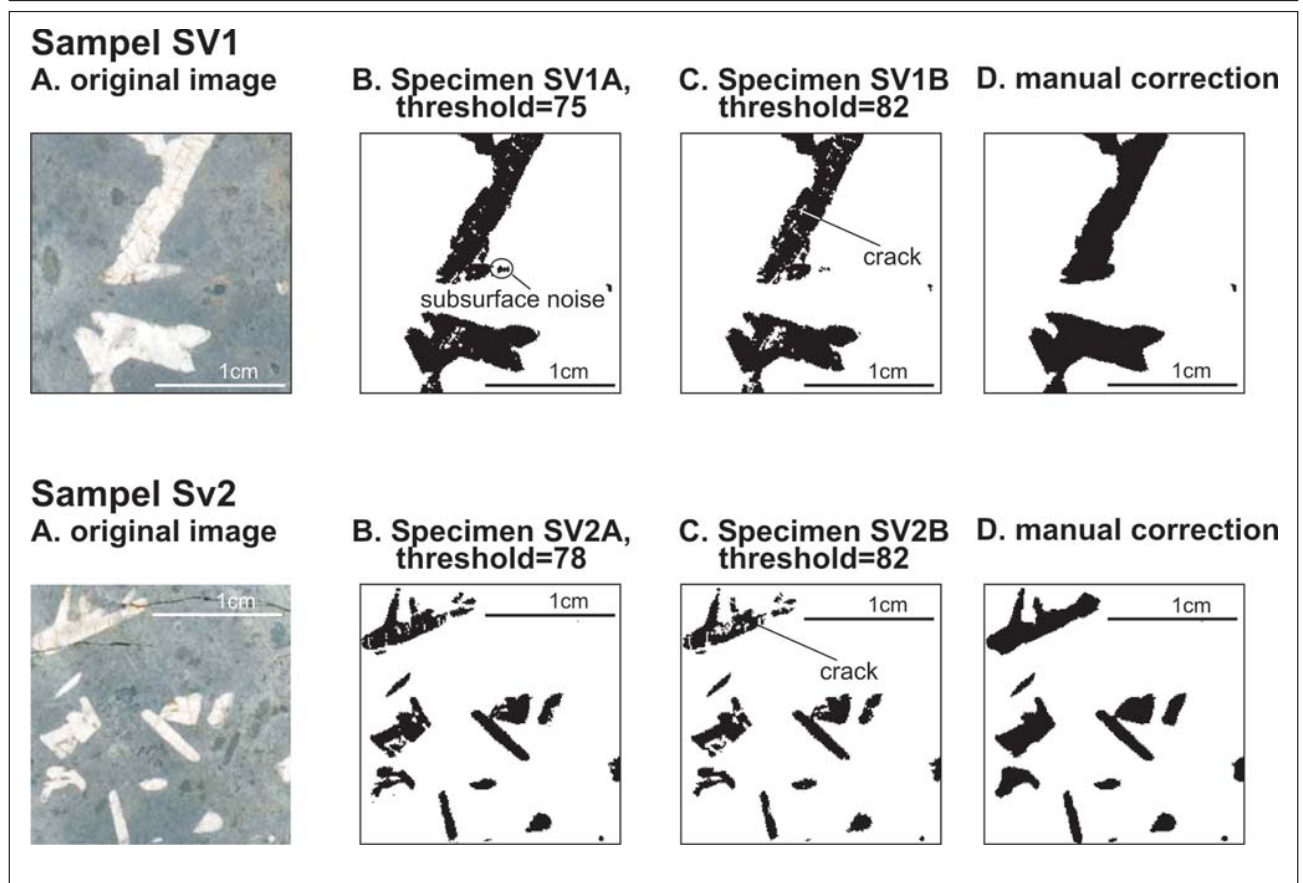 Sampel SV1
A. original image
B. Specimen SV1A,
threshold=75
C. Specimen SV1B
threshold=82
D. manual correction
crack
subsurface noise
1cm
1cm
1cm
1cm
Sampel Sv2
A. original image
B. Specimen SV2A,
threshold=78
C. Specimen SV2B
threshold=82
D. manual correction
1cm
1cm
1cm
1cm
crack